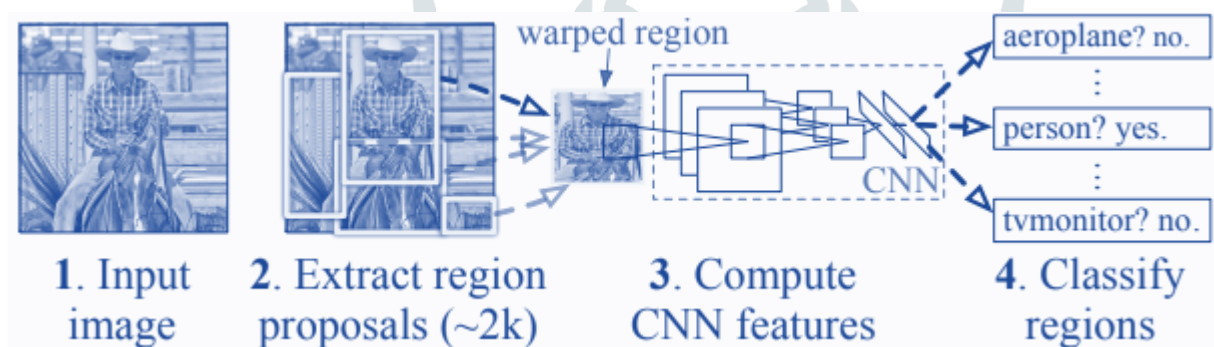 warped region
aeroplane? no.
person? yes.
CNN
tvmonitor? no.
1. Input
image
2. Extract region
proposals (~2k)
3. Compute
CNN features
4. Classify
regions